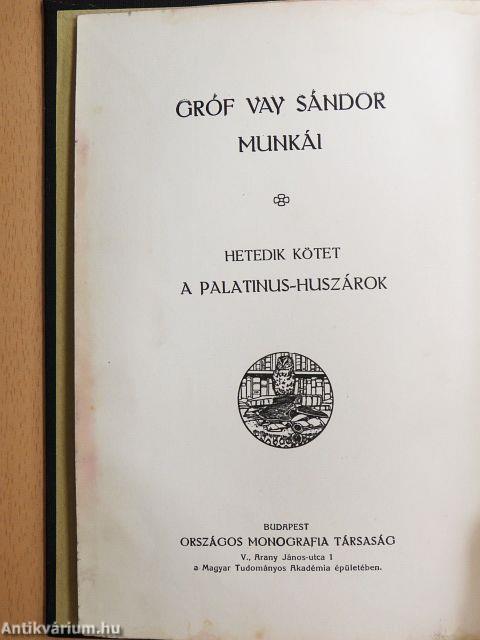 GRÓF VAY SÁNDOR
MUNKÁI
HETEDIK KÖTET
A PALATINUS-HUSZÁROK
BUDAPEST
ORSZÁGOS MONOGRAFIA TÁRSASÁG
V., Arany János-utca 1
a Magyar Tudományos Akadémia épületében.
Antikvárium.hu